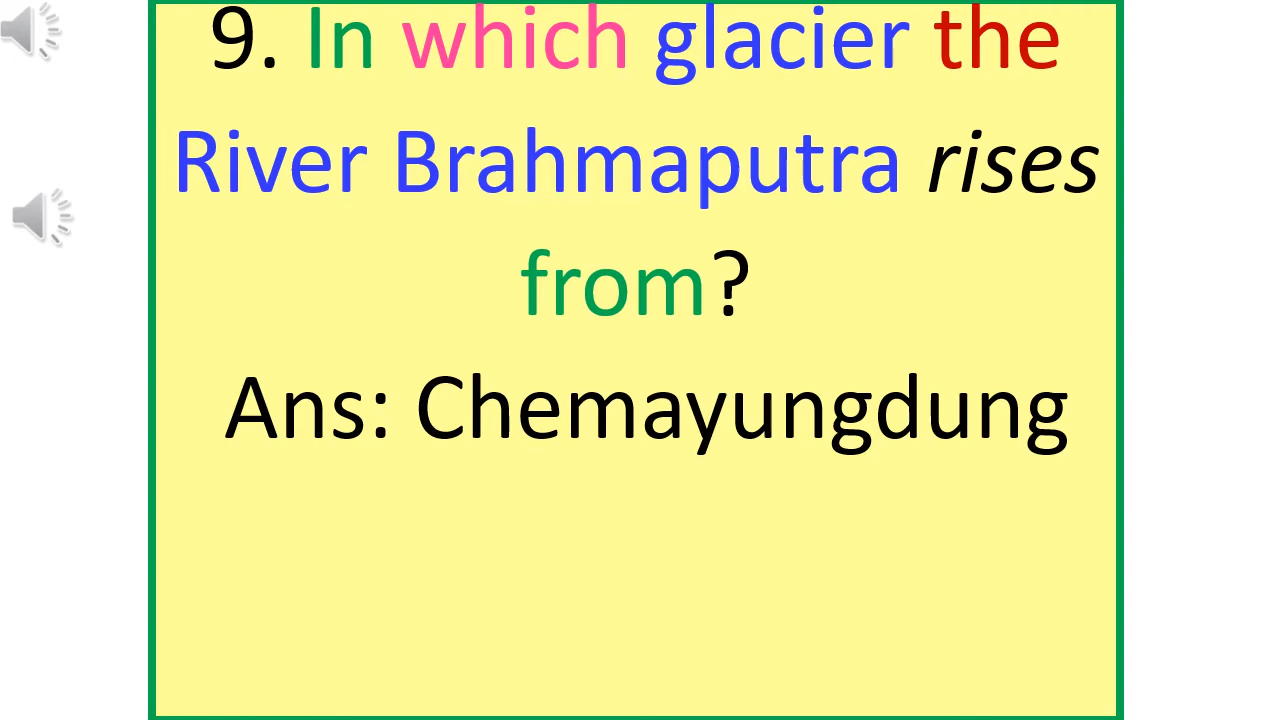 9. In which glacier the
River Brahmaputra rises
from?
Ans: Chemayungdung